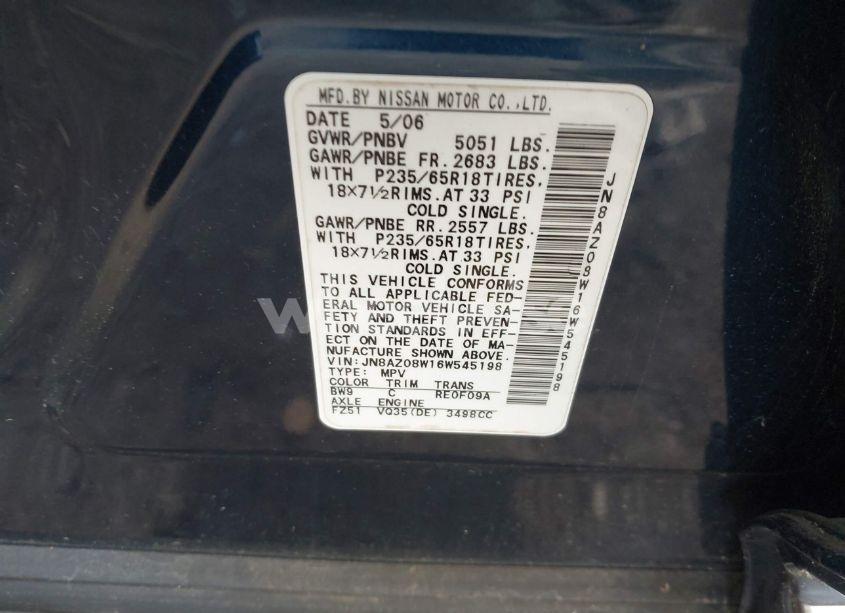 MFD.BY NISSAN MOTOR CO.,LTD.
DATE 5/06
GVWR/PNBV 5051 LBS.
GAWR/PNBE FR. 2683 LBS.
WITH P235/65R18TIRES,
18X7½RIMS.AT 33 PSI
COLD SINGLE.
GAWR/PNBE RR. 2557 LBS.
WITH P235/65R18TIRES,
18X7½RIMS.AT 33 PSI
COLD SINGLE.
THIS VEHICLE CONFORMS
TO ALL APPLICABLE FED-
ERAL MOTOR VEHICLE SA-
FETY AND THEFT PREVEN-
TION STANDARDS IN EFF-
ECT ON THE DATE OF MA-
NUFACTURE SHOWN ABOVE.
VIN:JN8AZ08W16W545198
TYPE: MPV
COLOR TRIM TRANS
BW9 C RE0F09A
AXLE ENGINE
FZ51 VQ35(DE) 3498CC
JN8AZ08W16W545198